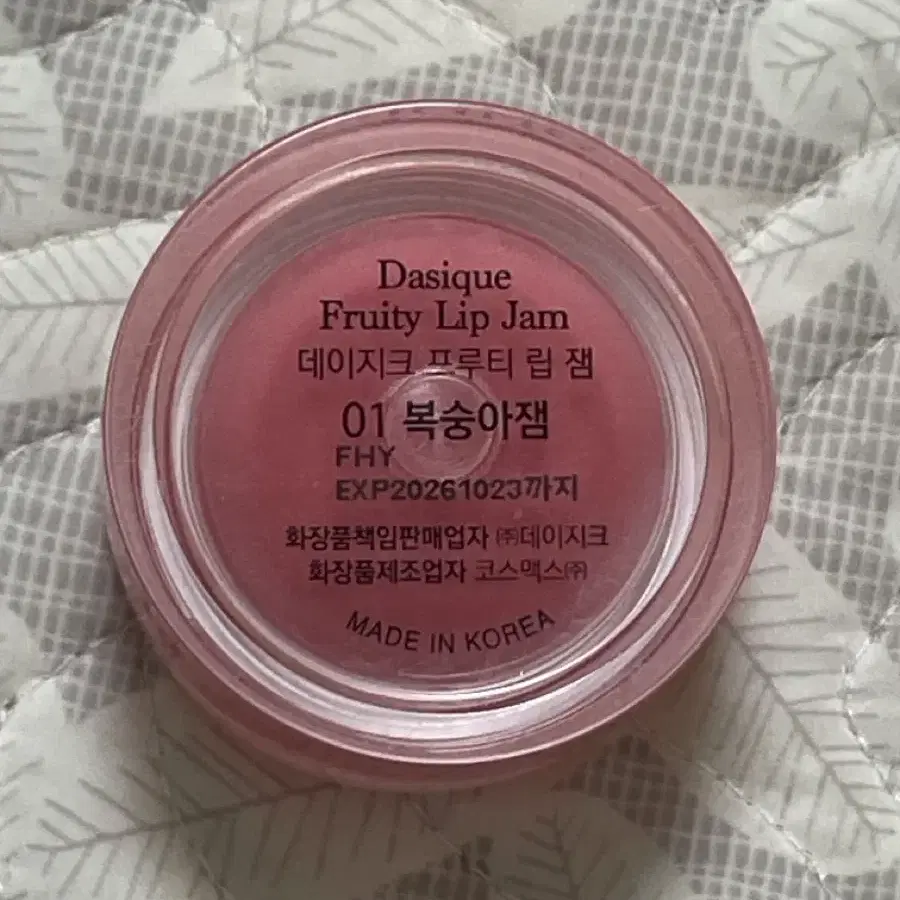 Dasique
Fruity Lip Jam
데이지크 프루티 립 잼
01 복숭아잼
FHY
EXP20261023까지
화장품책임판매업자 ㈜데이지크
화장품제조업자 코스맥스㈜
MADE IN KOREA